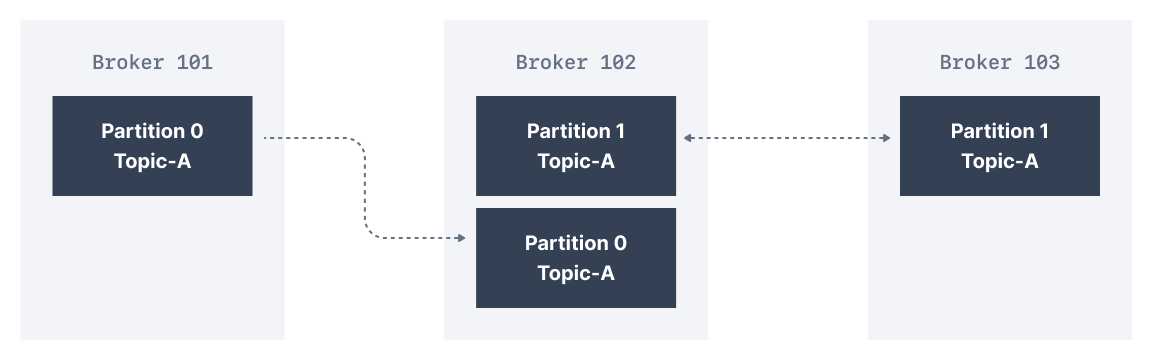 Broker 101
Partition 0
Topic-A
Broker 102
Partition 1
Topic-A
Partition 0
Topic-A
Broker 103
Partition 1
Topic-A